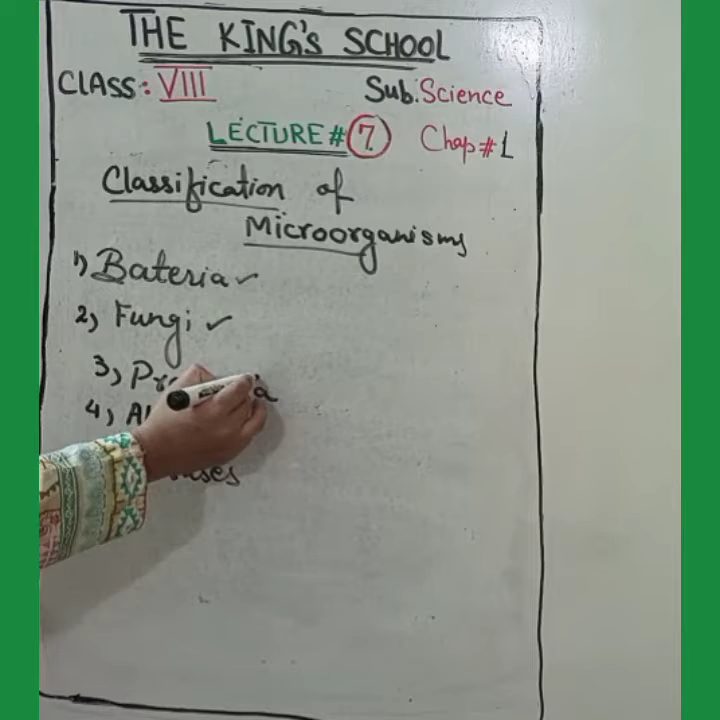 THE KING'S SCHOOL
CLASS: VIII Sub: Science
LECTURE # 7 Chap # 1
Classification of
Microorganisms
1) Bateria ✓
2) Fungi ✓
3)
4)